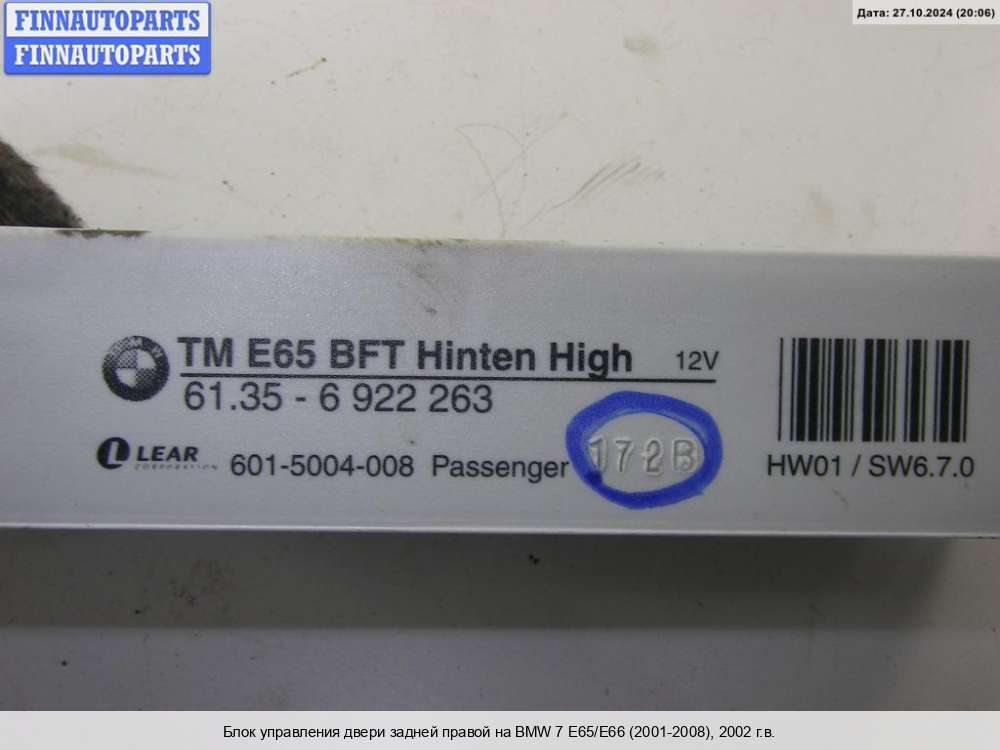 FINNAUTOPARTS
FINNAUTOPARTS
Дата: 27.10.2024 (20:06)
TM E65 BFT Hinten High 12V
61.35 - 6 922 263
LEAR
CORPORATION
601-5004-008 Passenger 172B
HW01 / SW6.7.0
Блок управления двери задней правой на BMW 7 E65/E66 (2001-2008), 2002 г.в.